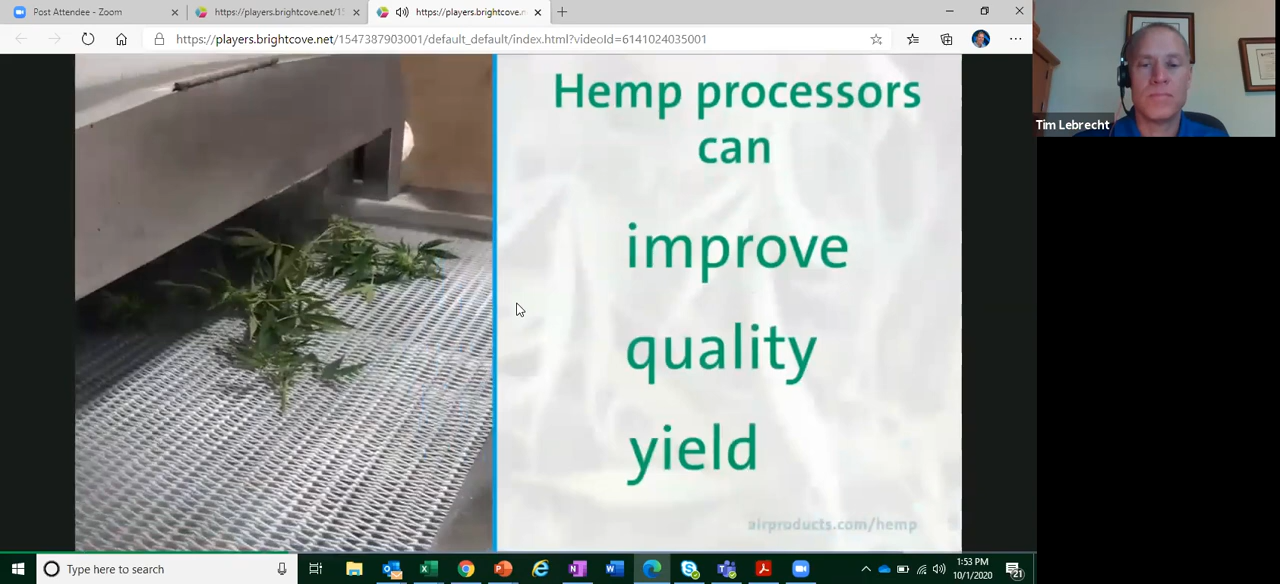 Post Attendee - Zoom
https://players.brightcove.net/1
https://players.brightcove.n
https://players.brightcove.net/1547387903001/default_default/index.html?videoId=6141024035001
Tim Lebrecht
Hemp processors
can
improve
quality
yield
airproducts.com/hemp
Type here to search
1:53 PM
10/1/2020
21